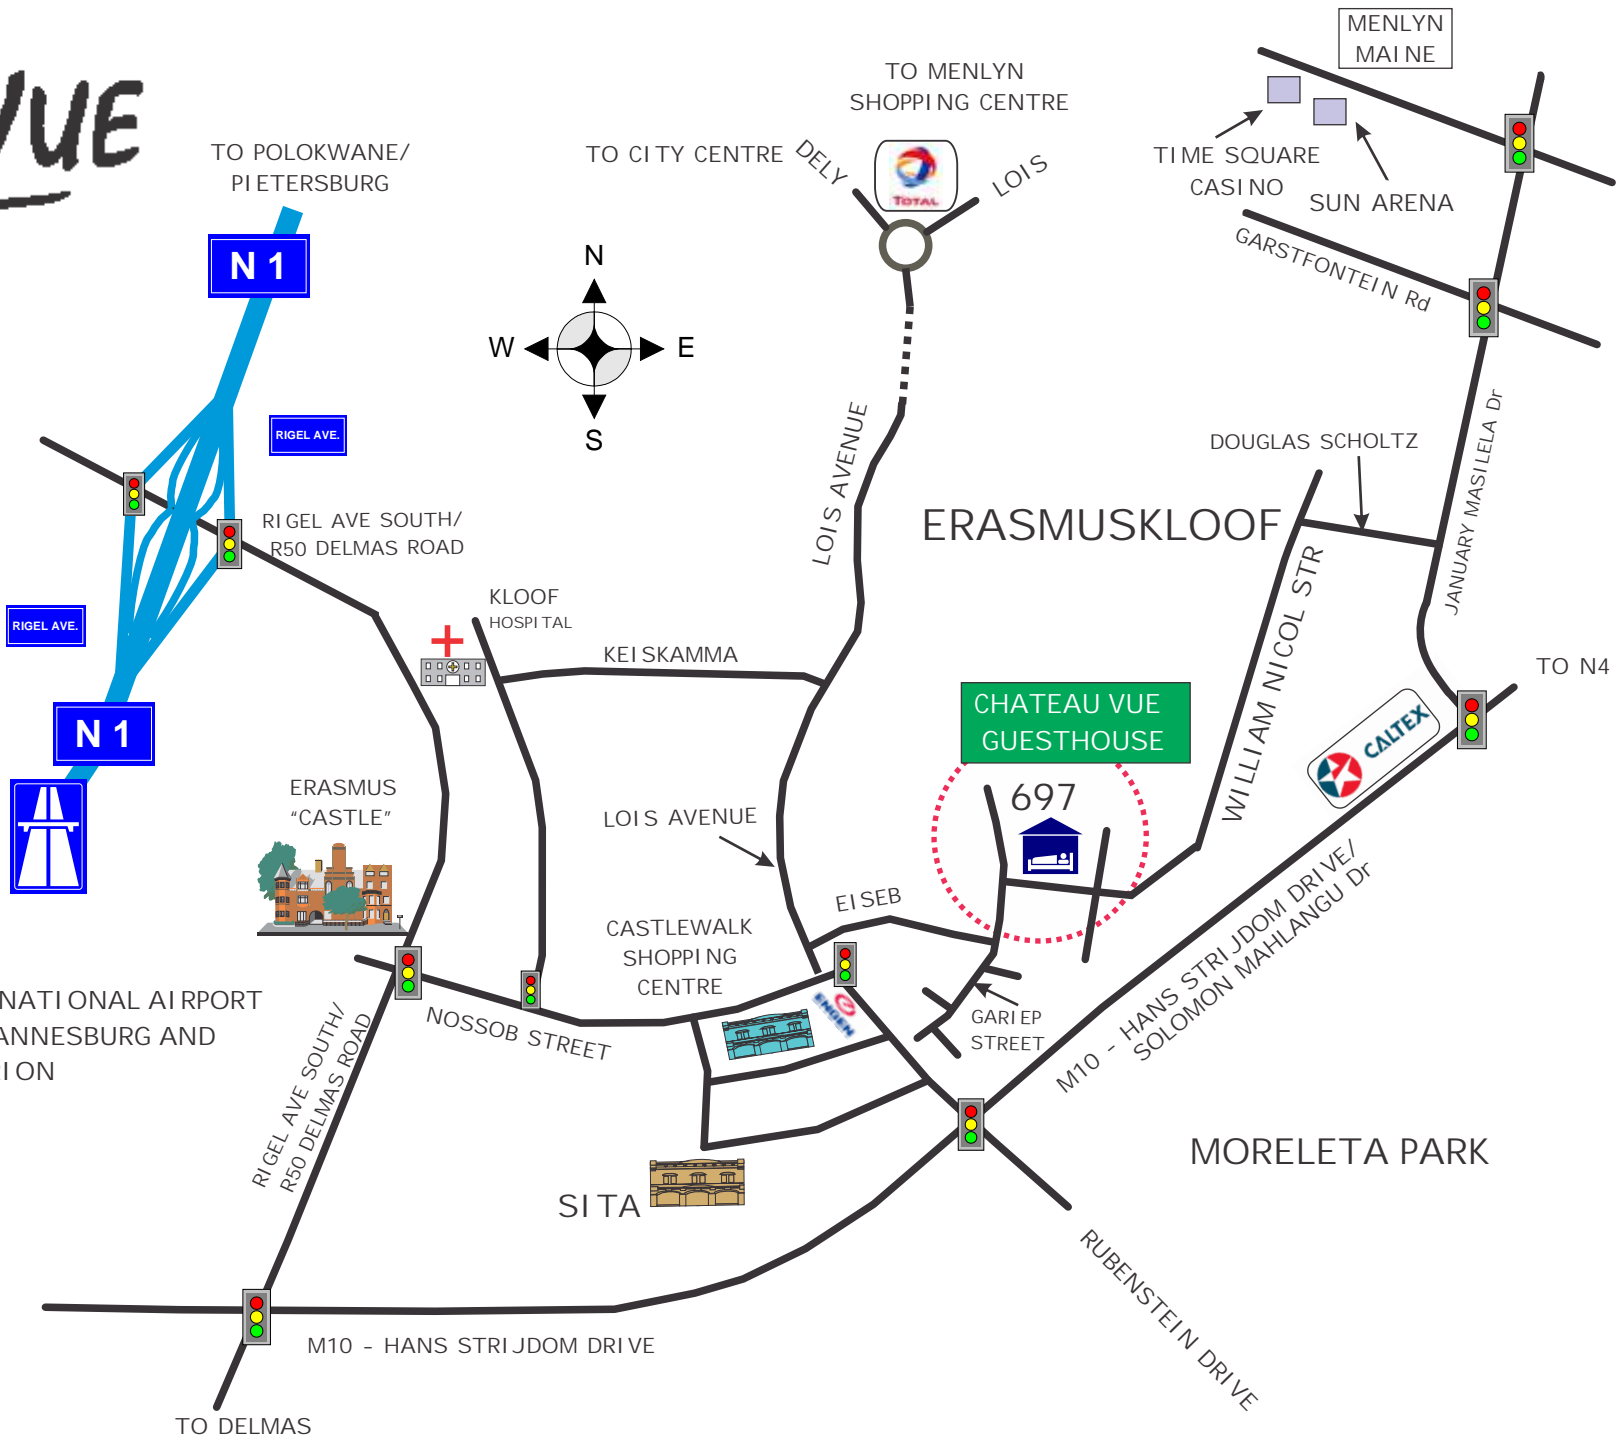 VUE
MENLYN
MAINE
TO MENLYN
SHOPPING CENTRE
TO POLOKWANE/
PIETERSBURG
TO CITY CENTRE
DELY
TOTAL
LOIS
TIME SQUARE
CASINO
SUN ARENA
N 1
N
W
E
S
GARSTFONTEIN Rd
RIGEL AVE.
LOIS AVENUE
DOUGLAS SCHOLTZ
JANUARY MASILELA Dr
RIGEL AVE SOUTH/
R50 DELMAS ROAD
ERASMUSKLOOF
WILLIAM NICOL STR
KLOOF
HOSPITAL
RIGEL AVE.
KEISKAMMA
TO N4
CHATEAU VUE
GUESTHOUSE
N 1
CALTEX
ERASMUS
"CASTLE"
697
LOIS AVENUE
EISEB
CASTLEWALK
SHOPPING
CENTRE
M10 - HANS STRIJDOM DRIVE/
SOLOMON MAHLANGU Dr
NATIONAL AIRPORT
ANNESBURG AND
ION
NOSSOB STREET
ENGEN
GARIEP
STREET
RIGEL AVE SOUTH/
R50 DELMAS ROAD
MORELETA PARK
SITA
RUBENSTEIN DRIVE
M10 - HANS STRIJDOM DRIVE
TO DELMAS